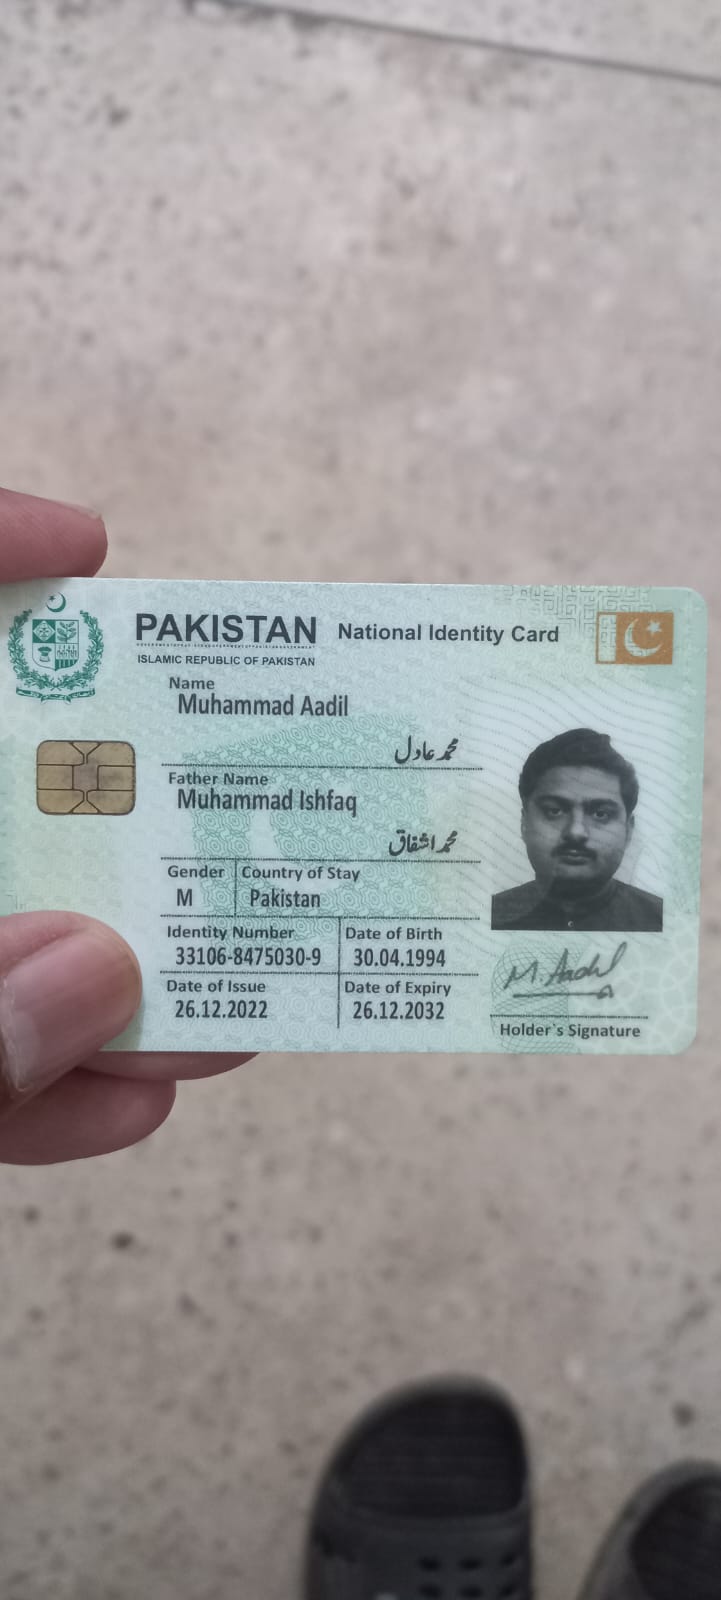 PAKISTAN National Identity Card
ISLAMIC REPUBLIC OF PAKISTAN
Name
Muhammad Aadil
محمد عادل
Father Name
Muhammad Ishfaq
محمد اشفاق
Gender Country of Stay
M Pakistan
Identity Number Date of Birth
33106-8475030-9 30.04.1994
Date of Issue Date of Expiry
26.12.2022 26.12.2032
M. Aadil
Holder`s Signature